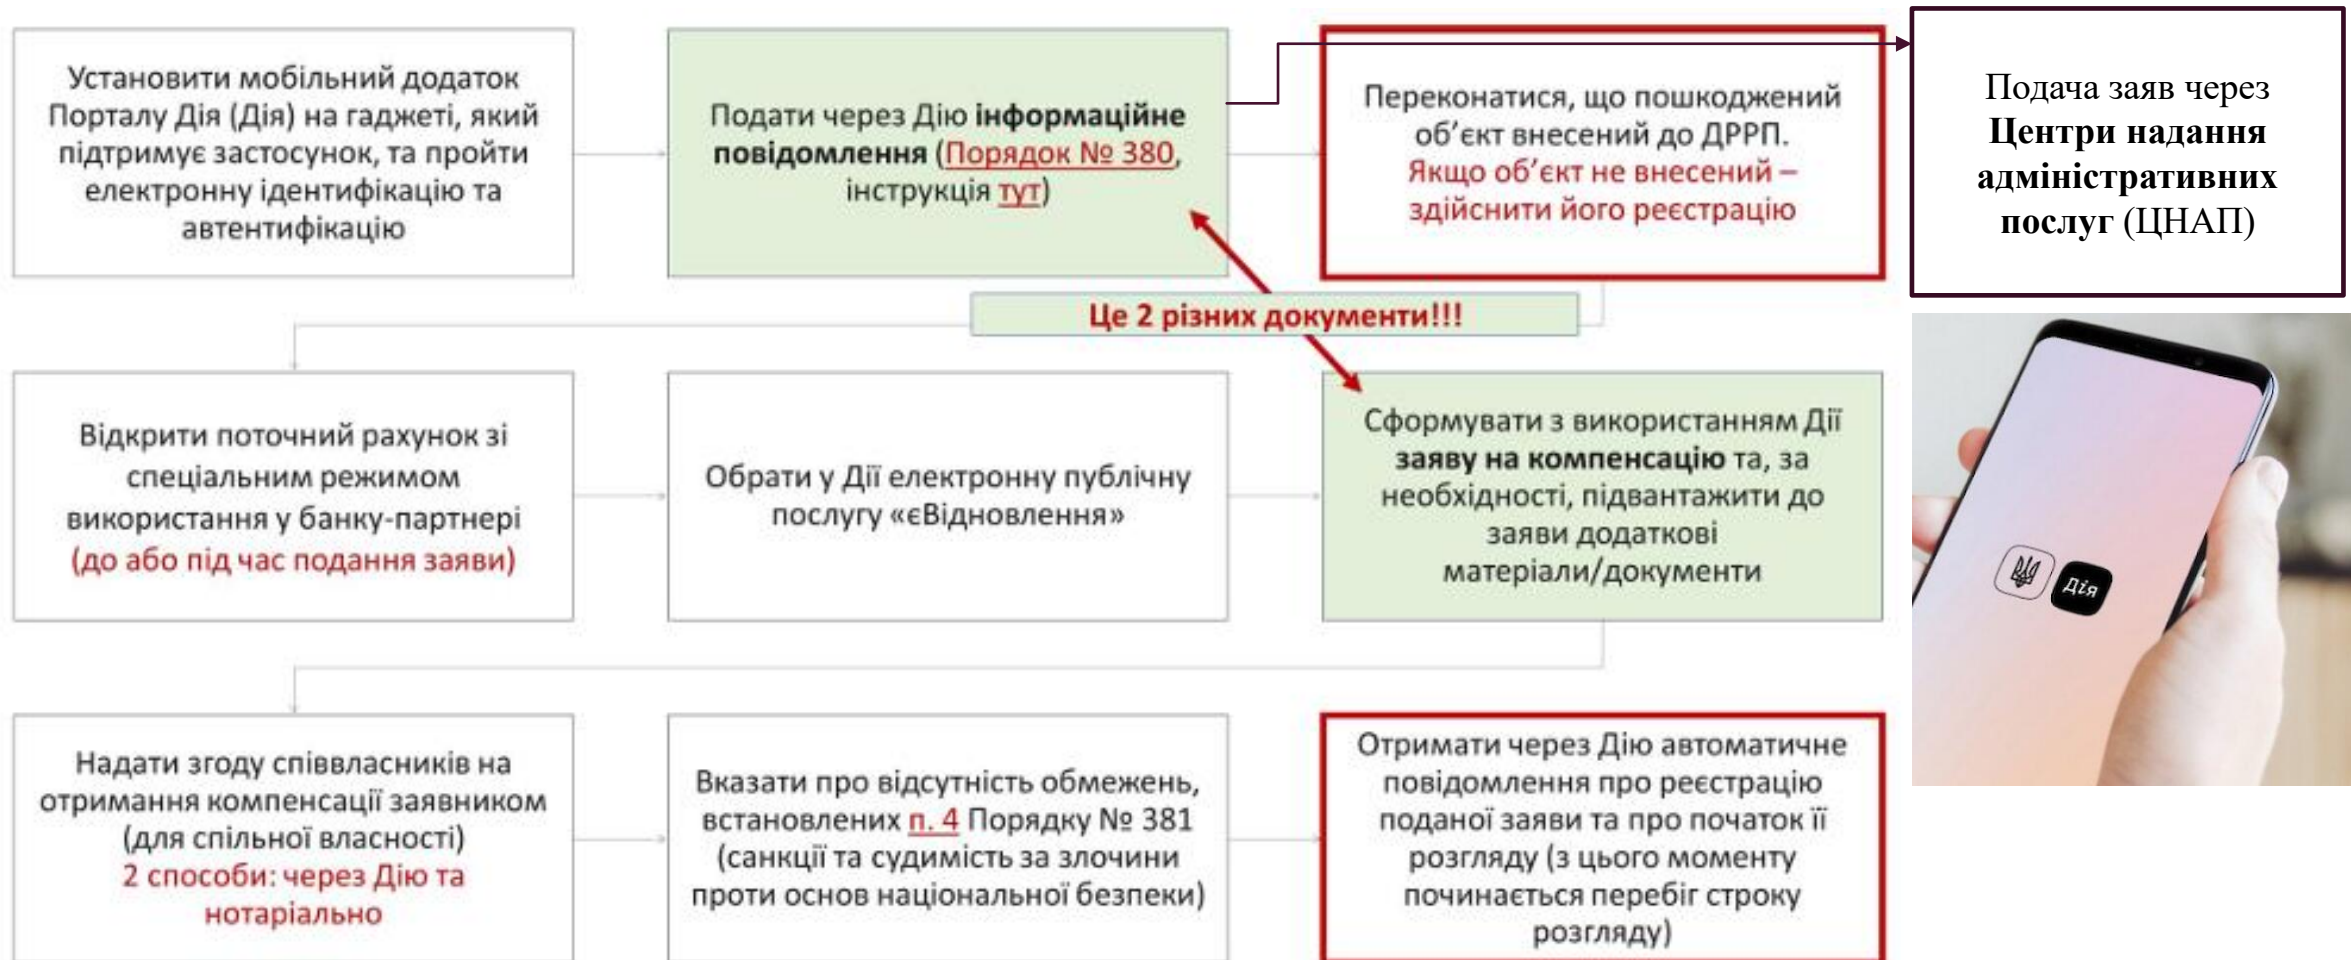 Установити мобільний додаток
Порталу Дія (Дія) на гаджеті, який
підтримує застосунок, та пройти
електронну ідентифікацію та
автентифікацію
Подати через Дію інформаційне
повідомлення (Порядок № 380,
інструкція тут)
Переконатися, що пошкоджений
об’єкт внесений до ДРРП.
Якщо об’єкт не внесений –
здійснити його реєстрацію
Подача заяв через
Центри надання
адміністративних
послуг (ЦНАП)
Це 2 різних документи!!!
Відкрити поточний рахунок зі
спеціальним режимом
використання у банку-партнері
(до або під час подання заяви)
Обрати у Дії електронну публічну
послугу «єВідновлення»
Сформувати з використанням Дії
заяву на компенсацію та, за
необхідності, підвантажити до
заяви додаткові
матеріали/документи
Дія
Надати згоду співвласників на
отримання компенсації заявником
(для спільної власності)
2 способи: через Дію та
нотаріально
Вказати про відсутність обмежень,
встановлених п. 4 Порядку № 381
(санкції та судимість за злочини
проти основ національної безпеки)
Отримати через Дію автоматичне
повідомлення про реєстрацію
поданої заяви та про початок її
розгляду (з цього моменту
починається перебіг строку
розгляду)